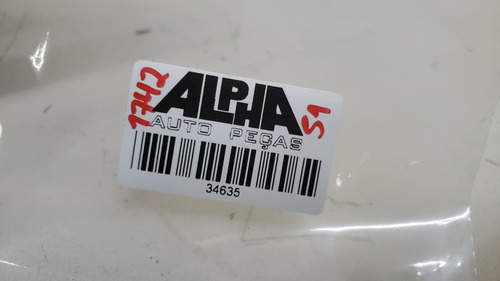 1742
ALPHA
S1
AUTO PEÇAS
34635